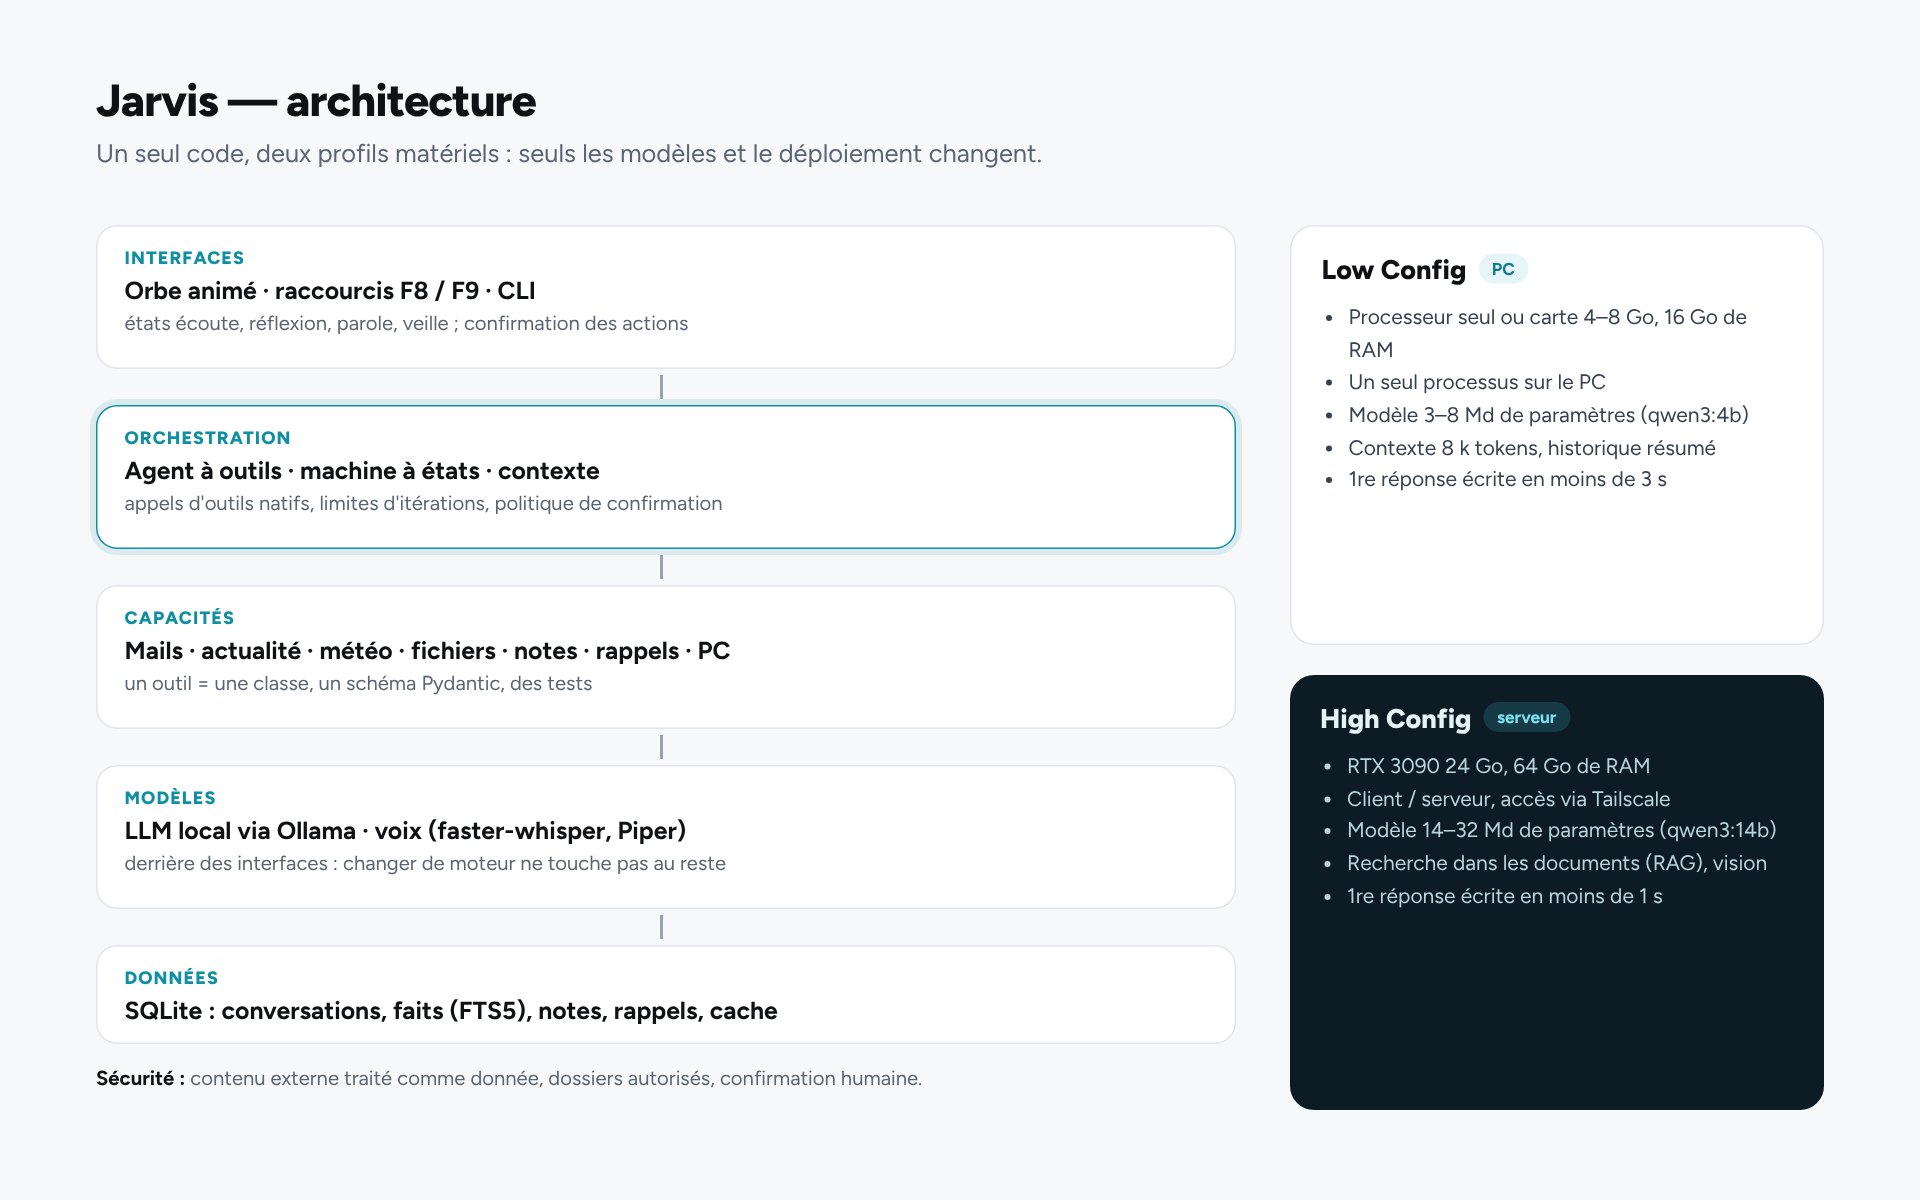 Jarvis — architecture
Un seul code, deux profils matériels : seuls les modèles et le déploiement changent.
INTERFACES
Orbe animé · raccourcis F8 / F9 · CLI
états écoute, réflexion, parole, veille ; confirmation des actions
ORCHESTRATION
Agent à outils · machine à états · contexte
appels d'outils natifs, limites d'itérations, politique de confirmation
CAPACITÉS
Mails · actualité · météo · fichiers · notes · rappels · PC
un outil = une classe, un schéma Pydantic, des tests
MODÈLES
LLM local via Ollama · voix (faster-whisper, Piper)
derrière des interfaces : changer de moteur ne touche pas au reste
DONNÉES
SQLite : conversations, faits (FTS5), notes, rappels, cache
Sécurité : contenu externe traité comme donnée, dossiers autorisés, confirmation humaine.
Low Config PC
• Processeur seul ou carte 4–8 Go, 16 Go de
RAM
• Un seul processus sur le PC
• Modèle 3–8 Md de paramètres (qwen3:4b)
• Contexte 8 k tokens, historique résumé
• 1re réponse écrite en moins de 3 s
High Config serveur
• RTX 3090 24 Go, 64 Go de RAM
• Client / serveur, accès via Tailscale
• Modèle 14–32 Md de paramètres (qwen3:14b)
• Recherche dans les documents (RAG), vision
• 1re réponse écrite en moins de 1 s